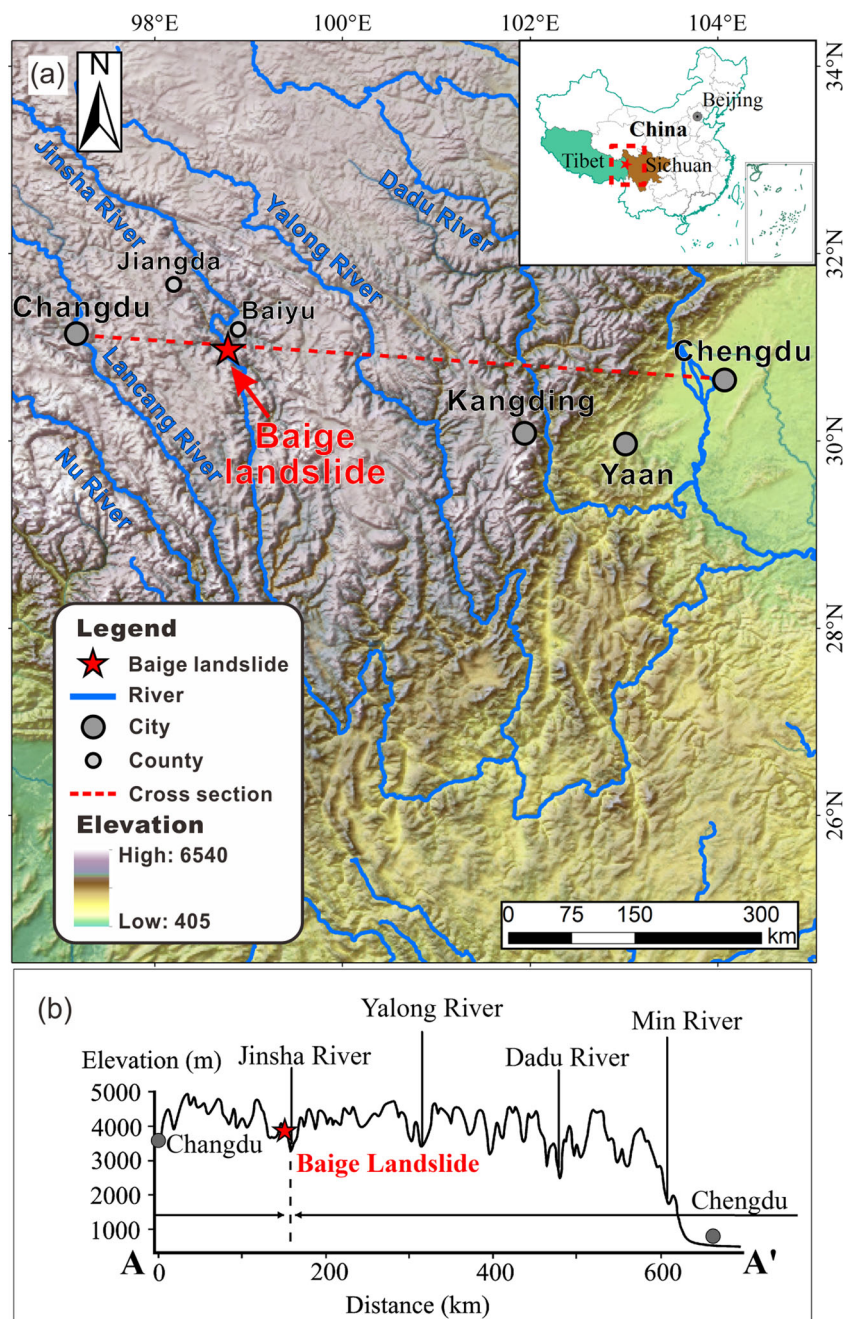 98°E
100°E
102°E
104°E
(a)
N
34°N
32°N
30°N
28°N
26°N
Beijing
China
Tibet
Sichuan
Jinsha River
Yalong River
Dadu River
Jiangda
Changdu
Baiyu
Lancang River
Nu River
Chengdu
Kangding
Yaan
Baige
landslide
Legend
Baige landslide
River
City
County
Cross section
Elevation
High: 6540
Low: 405
0 75 150 300
km
(b)
Yalong River
Min River
Elevation (m)
Jinsha River
Dadu River
5000
4000
3000
2000
1000
Changdu
Baige Landslide
Chengdu
A
A'
0 200 400 600
Distance (km)